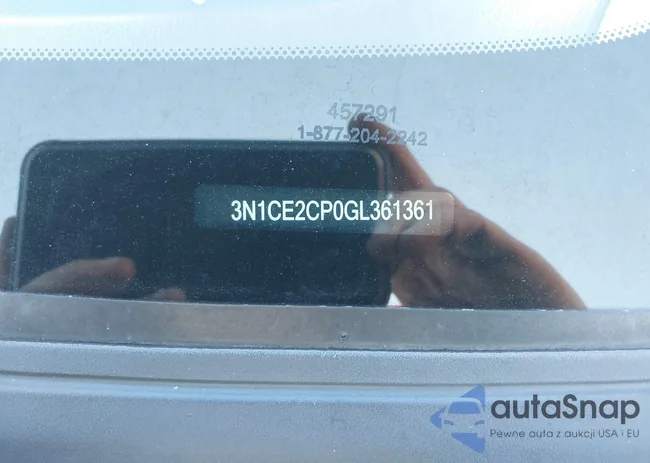 457291
1-877-204-2242
3N1CE2CP0GL361361
autaSnap
Pewne auta z aukcji USA i EU